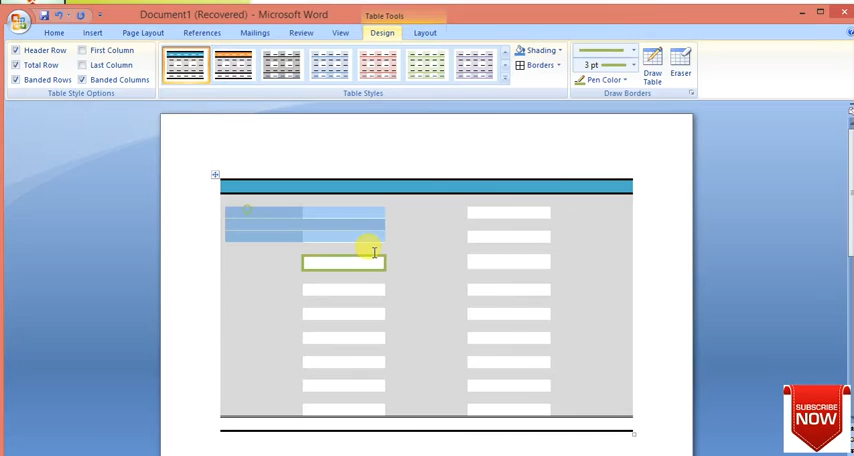 Document1 (Recovered) - Microsoft Word
Table Tools
Home Insert Page Layout References Mailings Review View Design Layout
Header Row First Column
Total Row Last Column
Banded Rows Banded Columns
Table Style Options
Table Styles
Shading
Borders
3 pt
Pen Color
Draw Table
Eraser
Draw Borders
SUBSCRIBE
NOW